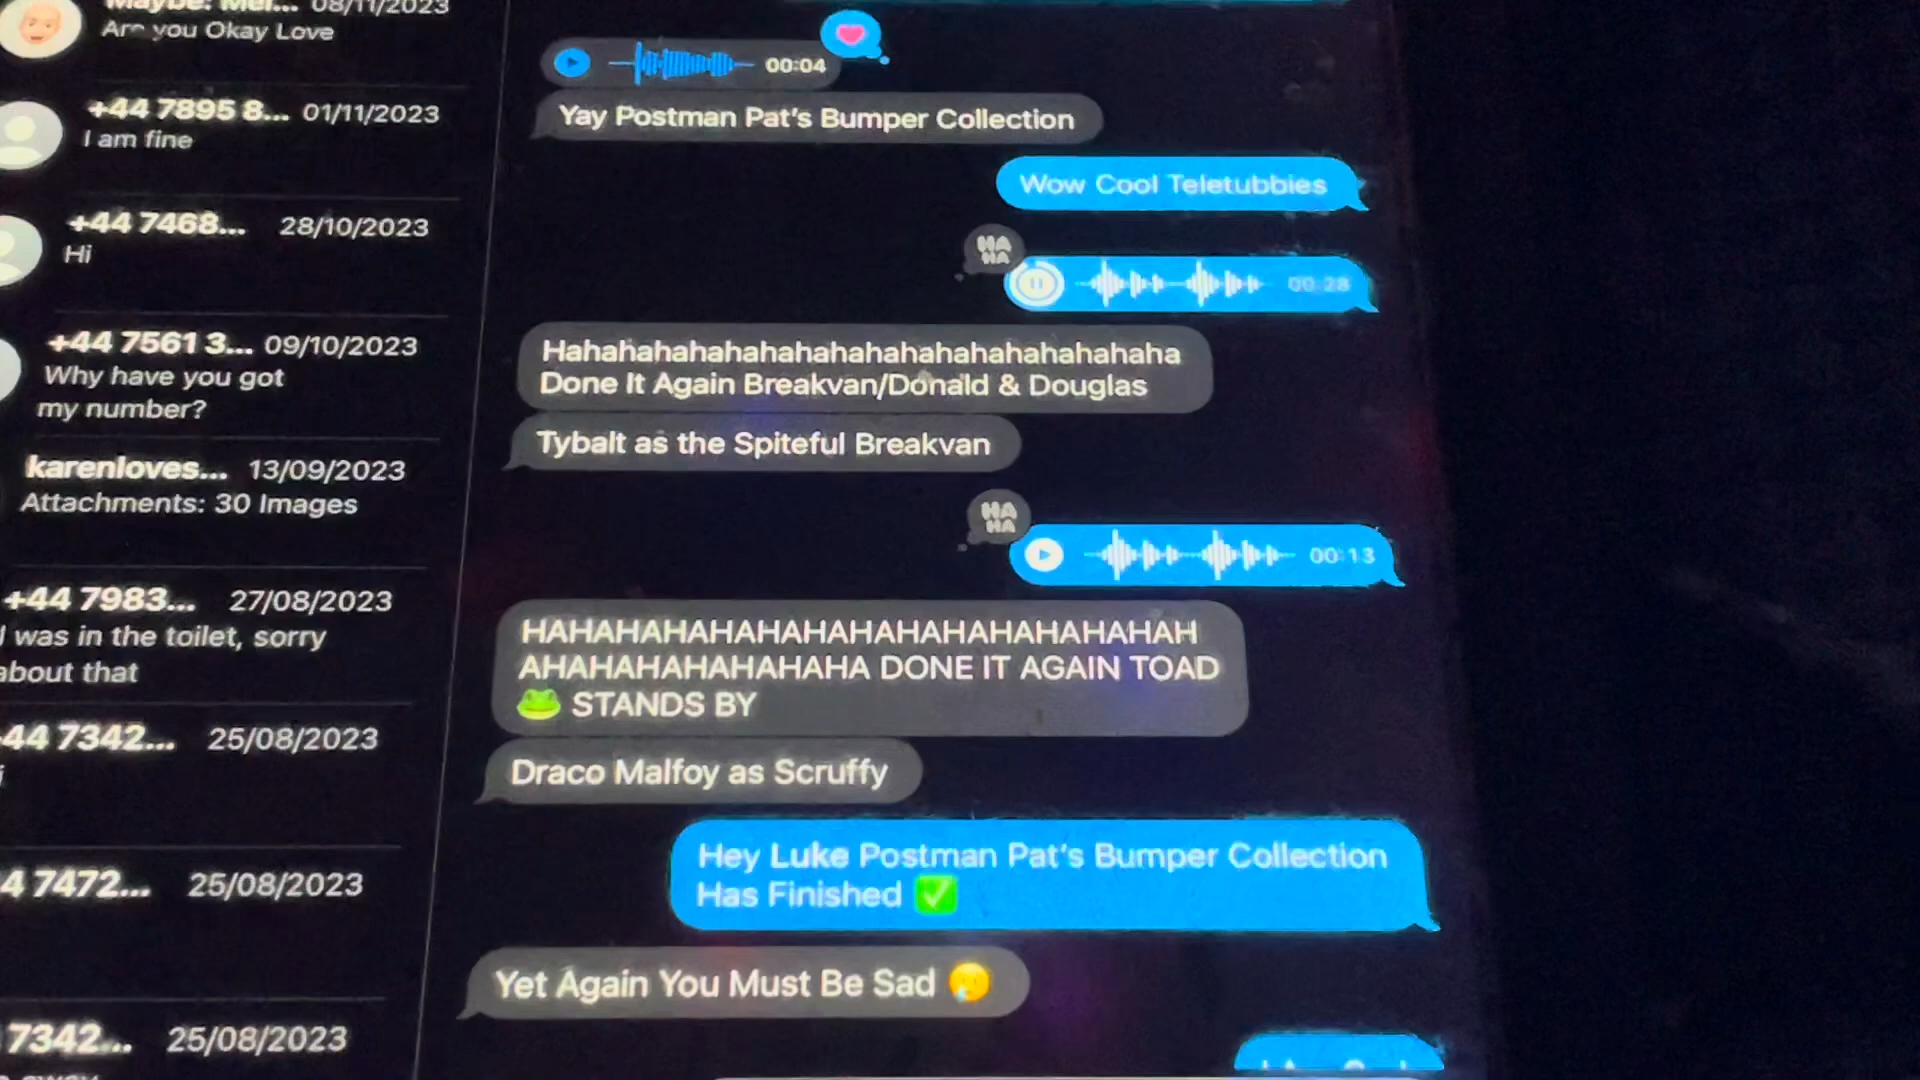 Maybe: Mel... 08/11/2023
Are you Okay Love
+44 7895 8... 01/11/2023
I am fine
+44 7468... 28/10/2023
Hi
+44 7561 3... 09/10/2023
Why have you got
my number?
karenloves... 13/09/2023
Attachments: 30 Images
+44 7983... 27/08/2023
I was in the toilet, sorry
about that
44 7342... 25/08/2023
4 7472... 25/08/2023
7342... 25/08/2023
00:04
Yay Postman Pat's Bumper Collection
Wow Cool Teletubbies
HA
HA
00:28
Hahahahahahahahahahahahahahahahahaha
Done It Again Breakvan/Donald & Douglas
Tybalt as the Spiteful Breakvan
HA
HA
00:13
HAHAHAHAHAHAHAHAHAHAHAHAHAHAH
AHAHAHAHAHAHAHA DONE IT AGAIN TOAD
🐸 STANDS BY
Draco Malfoy as Scruffy
Hey Luke Postman Pat's Bumper Collection
Has Finished ✅
Yet Again You Must Be Sad 🥲